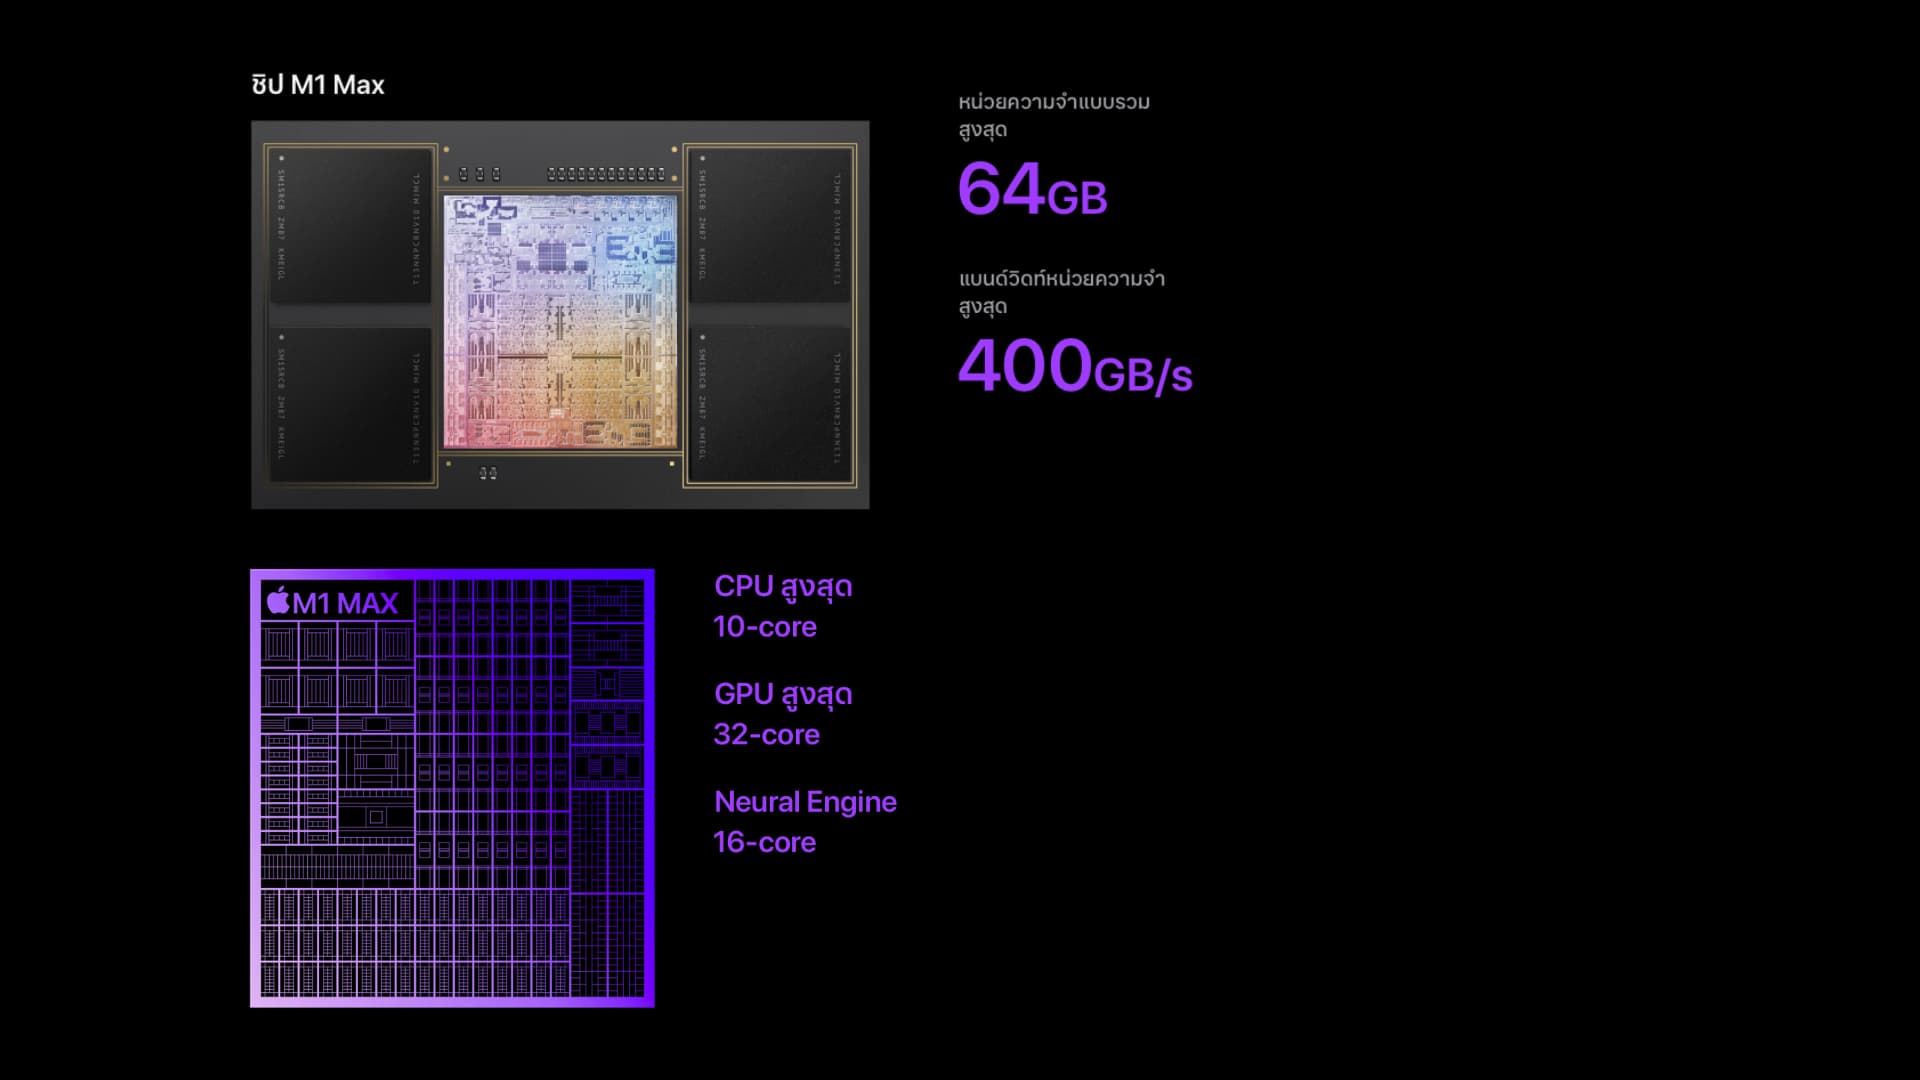 ชิป M1 Max
หน่วยความจำแบบรวม
สูงสุด
64GB
แบนด์วิดท์หน่วยความจำ
สูงสุด
400GB/s
M1 MAX
CPU สูงสุด
10-core
GPU สูงสุด
32-core
Neural Engine
16-core